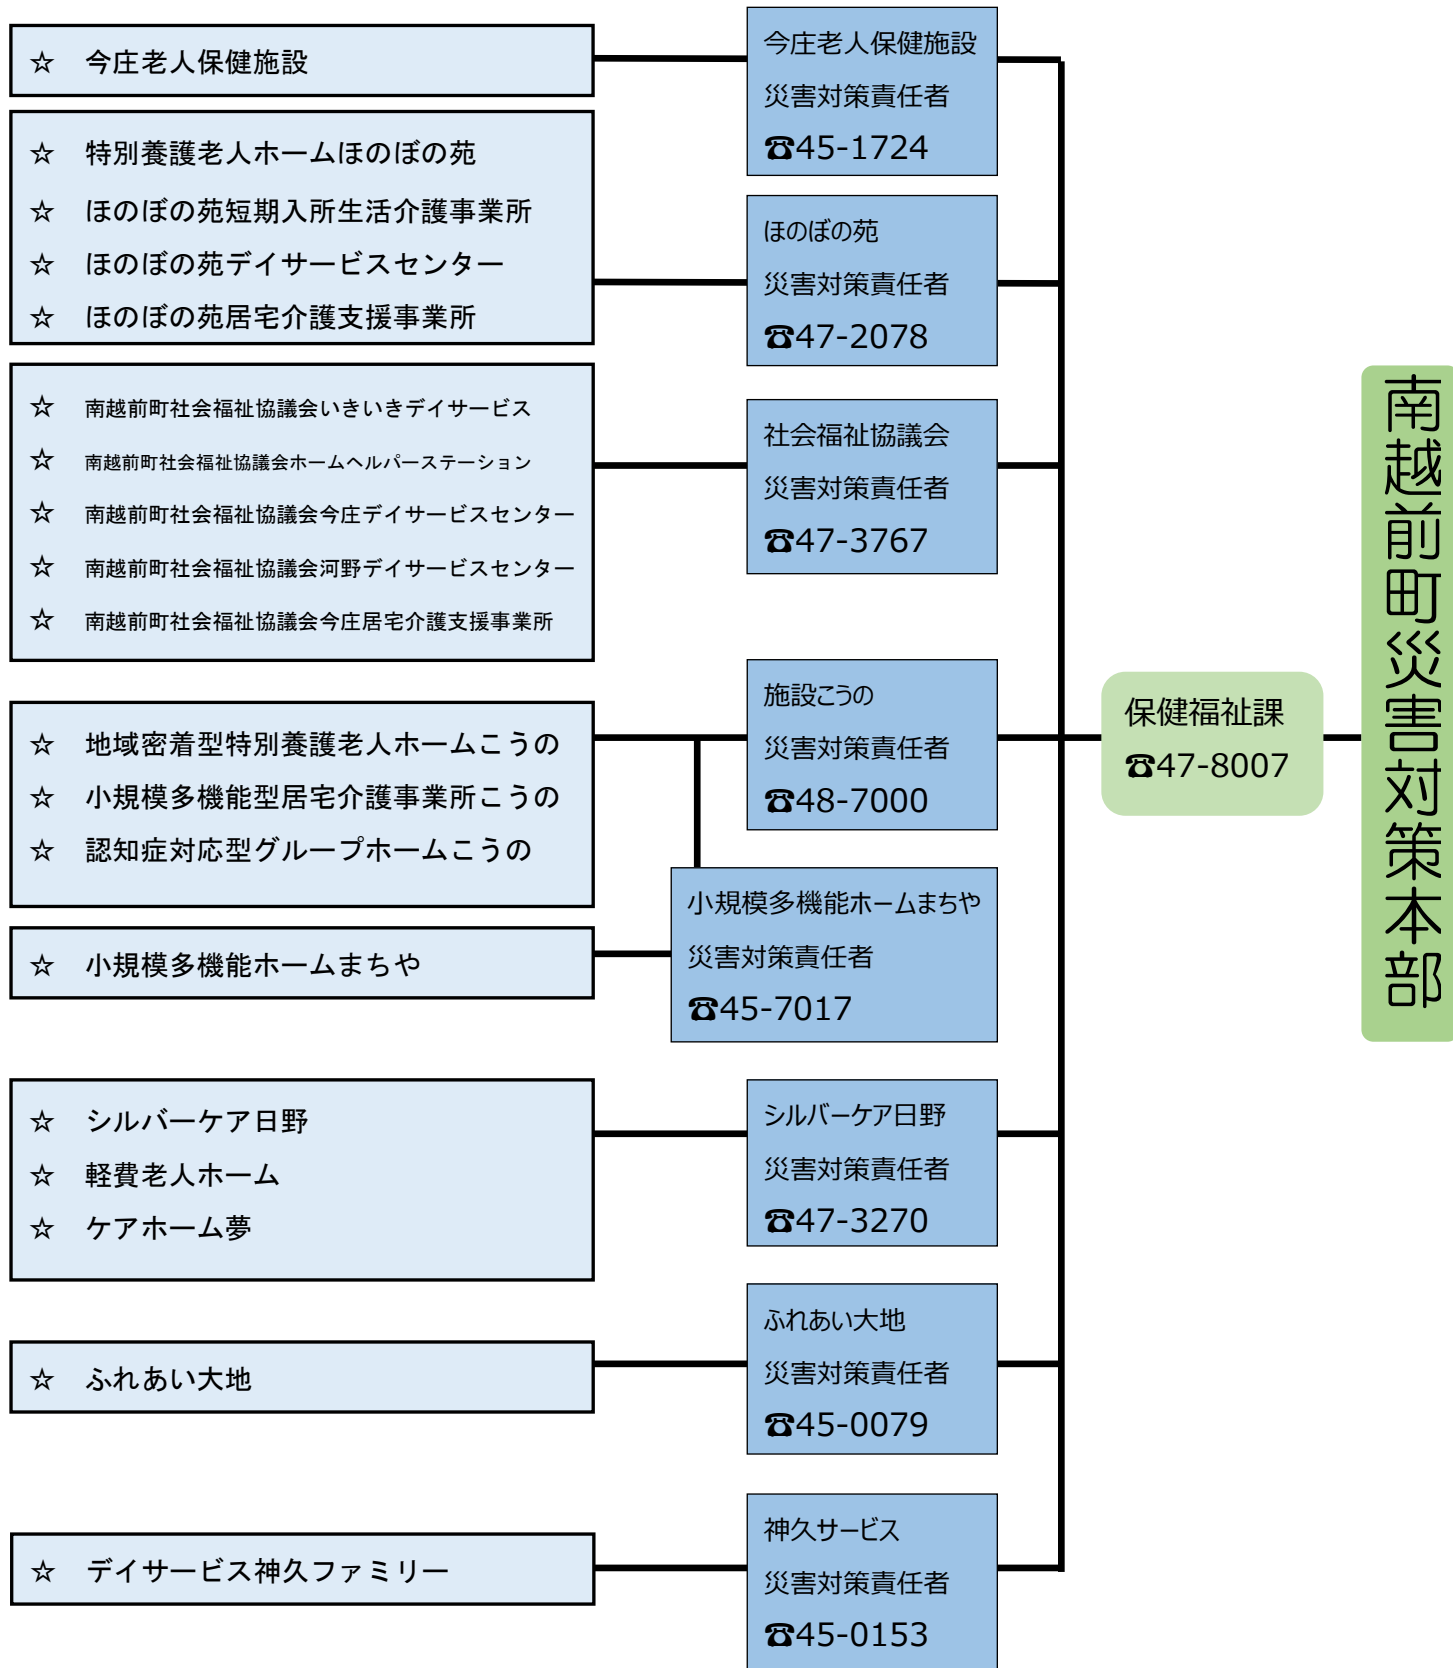 ☆ 今庄老人保健施設
今庄老人保健施設
災害対策責任者
☎45-1724
☆ 特別養護老人ホームほのぼの苑
☆ ほのぼの苑短期入所生活介護事業所
☆ ほのぼの苑デイサービスセンター
☆ ほのぼの苑居宅介護支援事業所
ほのぼの苑
災害対策責任者
☎47-2078
☆ 南越前町社会福祉協議会いきいきデイサービス
☆ 南越前町社会福祉協議会ホームヘルパーステーション
☆ 南越前町社会福祉協議会今庄デイサービスセンター
☆ 南越前町社会福祉協議会河野デイサービスセンター
☆ 南越前町社会福祉協議会今庄居宅介護支援事業所
社会福祉協議会
災害対策責任者
☎47-3767
☆ 地域密着型特別養護老人ホームこうの
☆ 小規模多機能型居宅介護事業所こうの
☆ 認知症対応型グループホームこうの
施設こうの
災害対策責任者
☎48-7000
☆ 小規模多機能ホームまちや
小規模多機能ホームまちや
災害対策責任者
☎45-7017
☆ シルバーケア日野
☆ 軽費老人ホーム
☆ ケアホーム夢
シルバーケア日野
災害対策責任者
☎47-3270
☆ ふれあい大地
ふれあい大地
災害対策責任者
☎45-0079
☆ デイサービス神久ファミリー
神久サービス
災害対策責任者
☎45-0153
保健福祉課
☎47-8007
南越前町災害対策本部